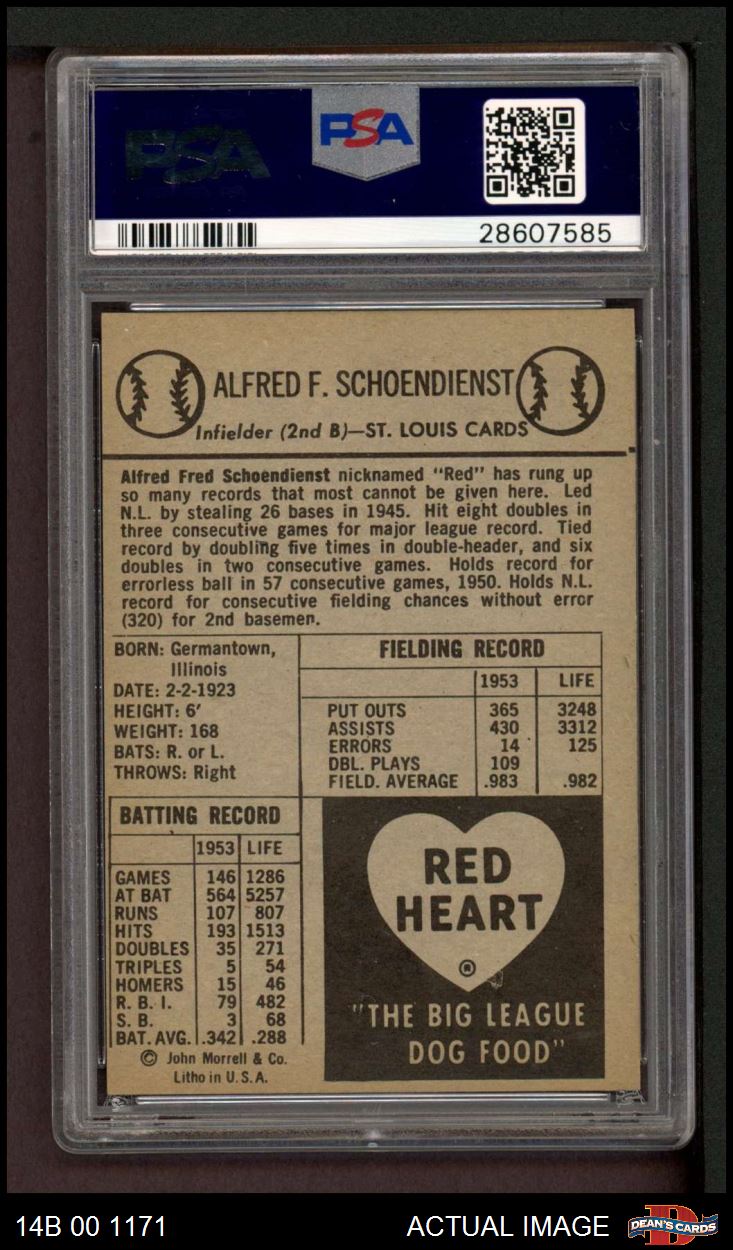 PSA
PSA
28607585
ALFRED F. SCHOENDIENST
Infielder (2nd B)—ST. LOUIS CARDS
Alfred Fred Schoendienst nicknamed "Red" has rung up
so many records that most cannot be given here. Led
N.L. by stealing 26 bases in 1945. Hit eight doubles in
three consecutive games for major league record. Tied
record by doubling five times in double-header, and six
doubles in two consecutive games. Holds record for
errorless ball in 57 consecutive games, 1950. Holds N.L.
record for consecutive fielding chances without error
(320) for 2nd basemen.
BORN: Germantown,
Illinois
DATE: 2-2-1923
HEIGHT: 6′
WEIGHT: 168
BATS: R. or L.
THROWS: Right
FIELDING RECORD
1953 LIFE
PUT OUTS 365 3248
ASSISTS 430 3312
ERRORS 14 125
DBL. PLAYS 109
FIELD. AVERAGE .983 .982
BATTING RECORD
1953 LIFE
GAMES 146 1286
AT BAT 564 5257
RUNS 107 807
HITS 193 1513
DOUBLES 35 271
TRIPLES 5 54
HOMERS 15 46
R. B. I. 79 482
S. B. 3 68
BAT. AVG. .342 .288
© John Morrell & Co.
Litho in U.S.A.
RED
HEART
®
"THE BIG LEAGUE
DOG FOOD"
14B 00 1171
ACTUAL IMAGE
DEAN'S CARDS